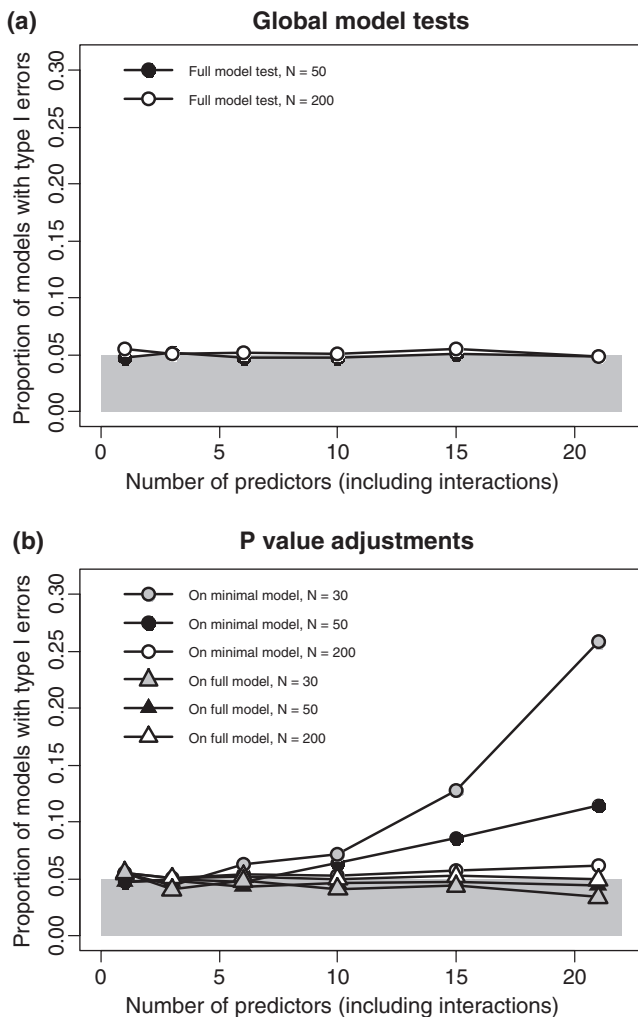 (a)
Global model tests
Proportion of models with type I errors
0.30
0.25
0.20
0.15
0.10
0.05
0.00
Full model test, N = 50
Full model test, N = 200
0 5 10 15 20
Number of predictors (including interactions)
(b)
P value adjustments
Proportion of models with type I errors
0.30
0.25
0.20
0.15
0.10
0.05
0.00
On minimal model, N = 30
On minimal model, N = 50
On minimal model, N = 200
On full model, N = 30
On full model, N = 50
On full model, N = 200
0 5 10 15 20
Number of predictors (including interactions)